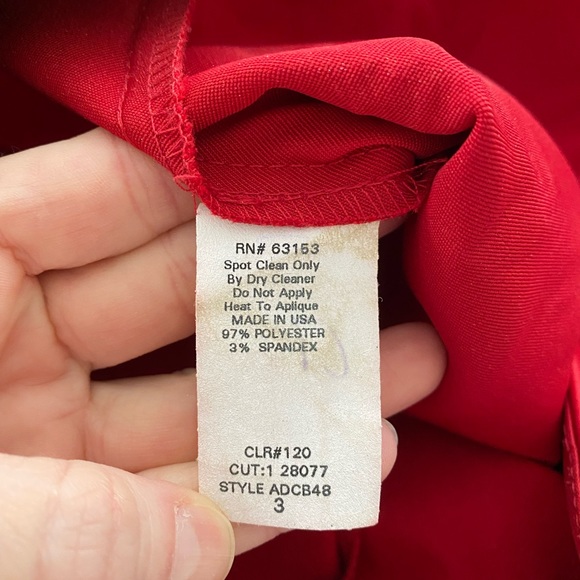 RN# 63153
Spot Clean Only
By Dry Cleaner
Do Not Apply
Heat To Aplique
MADE IN USA
97% POLYESTER
3% SPANDEX
CLR#120
CUT:1 28077
STYLE ADCB48
3